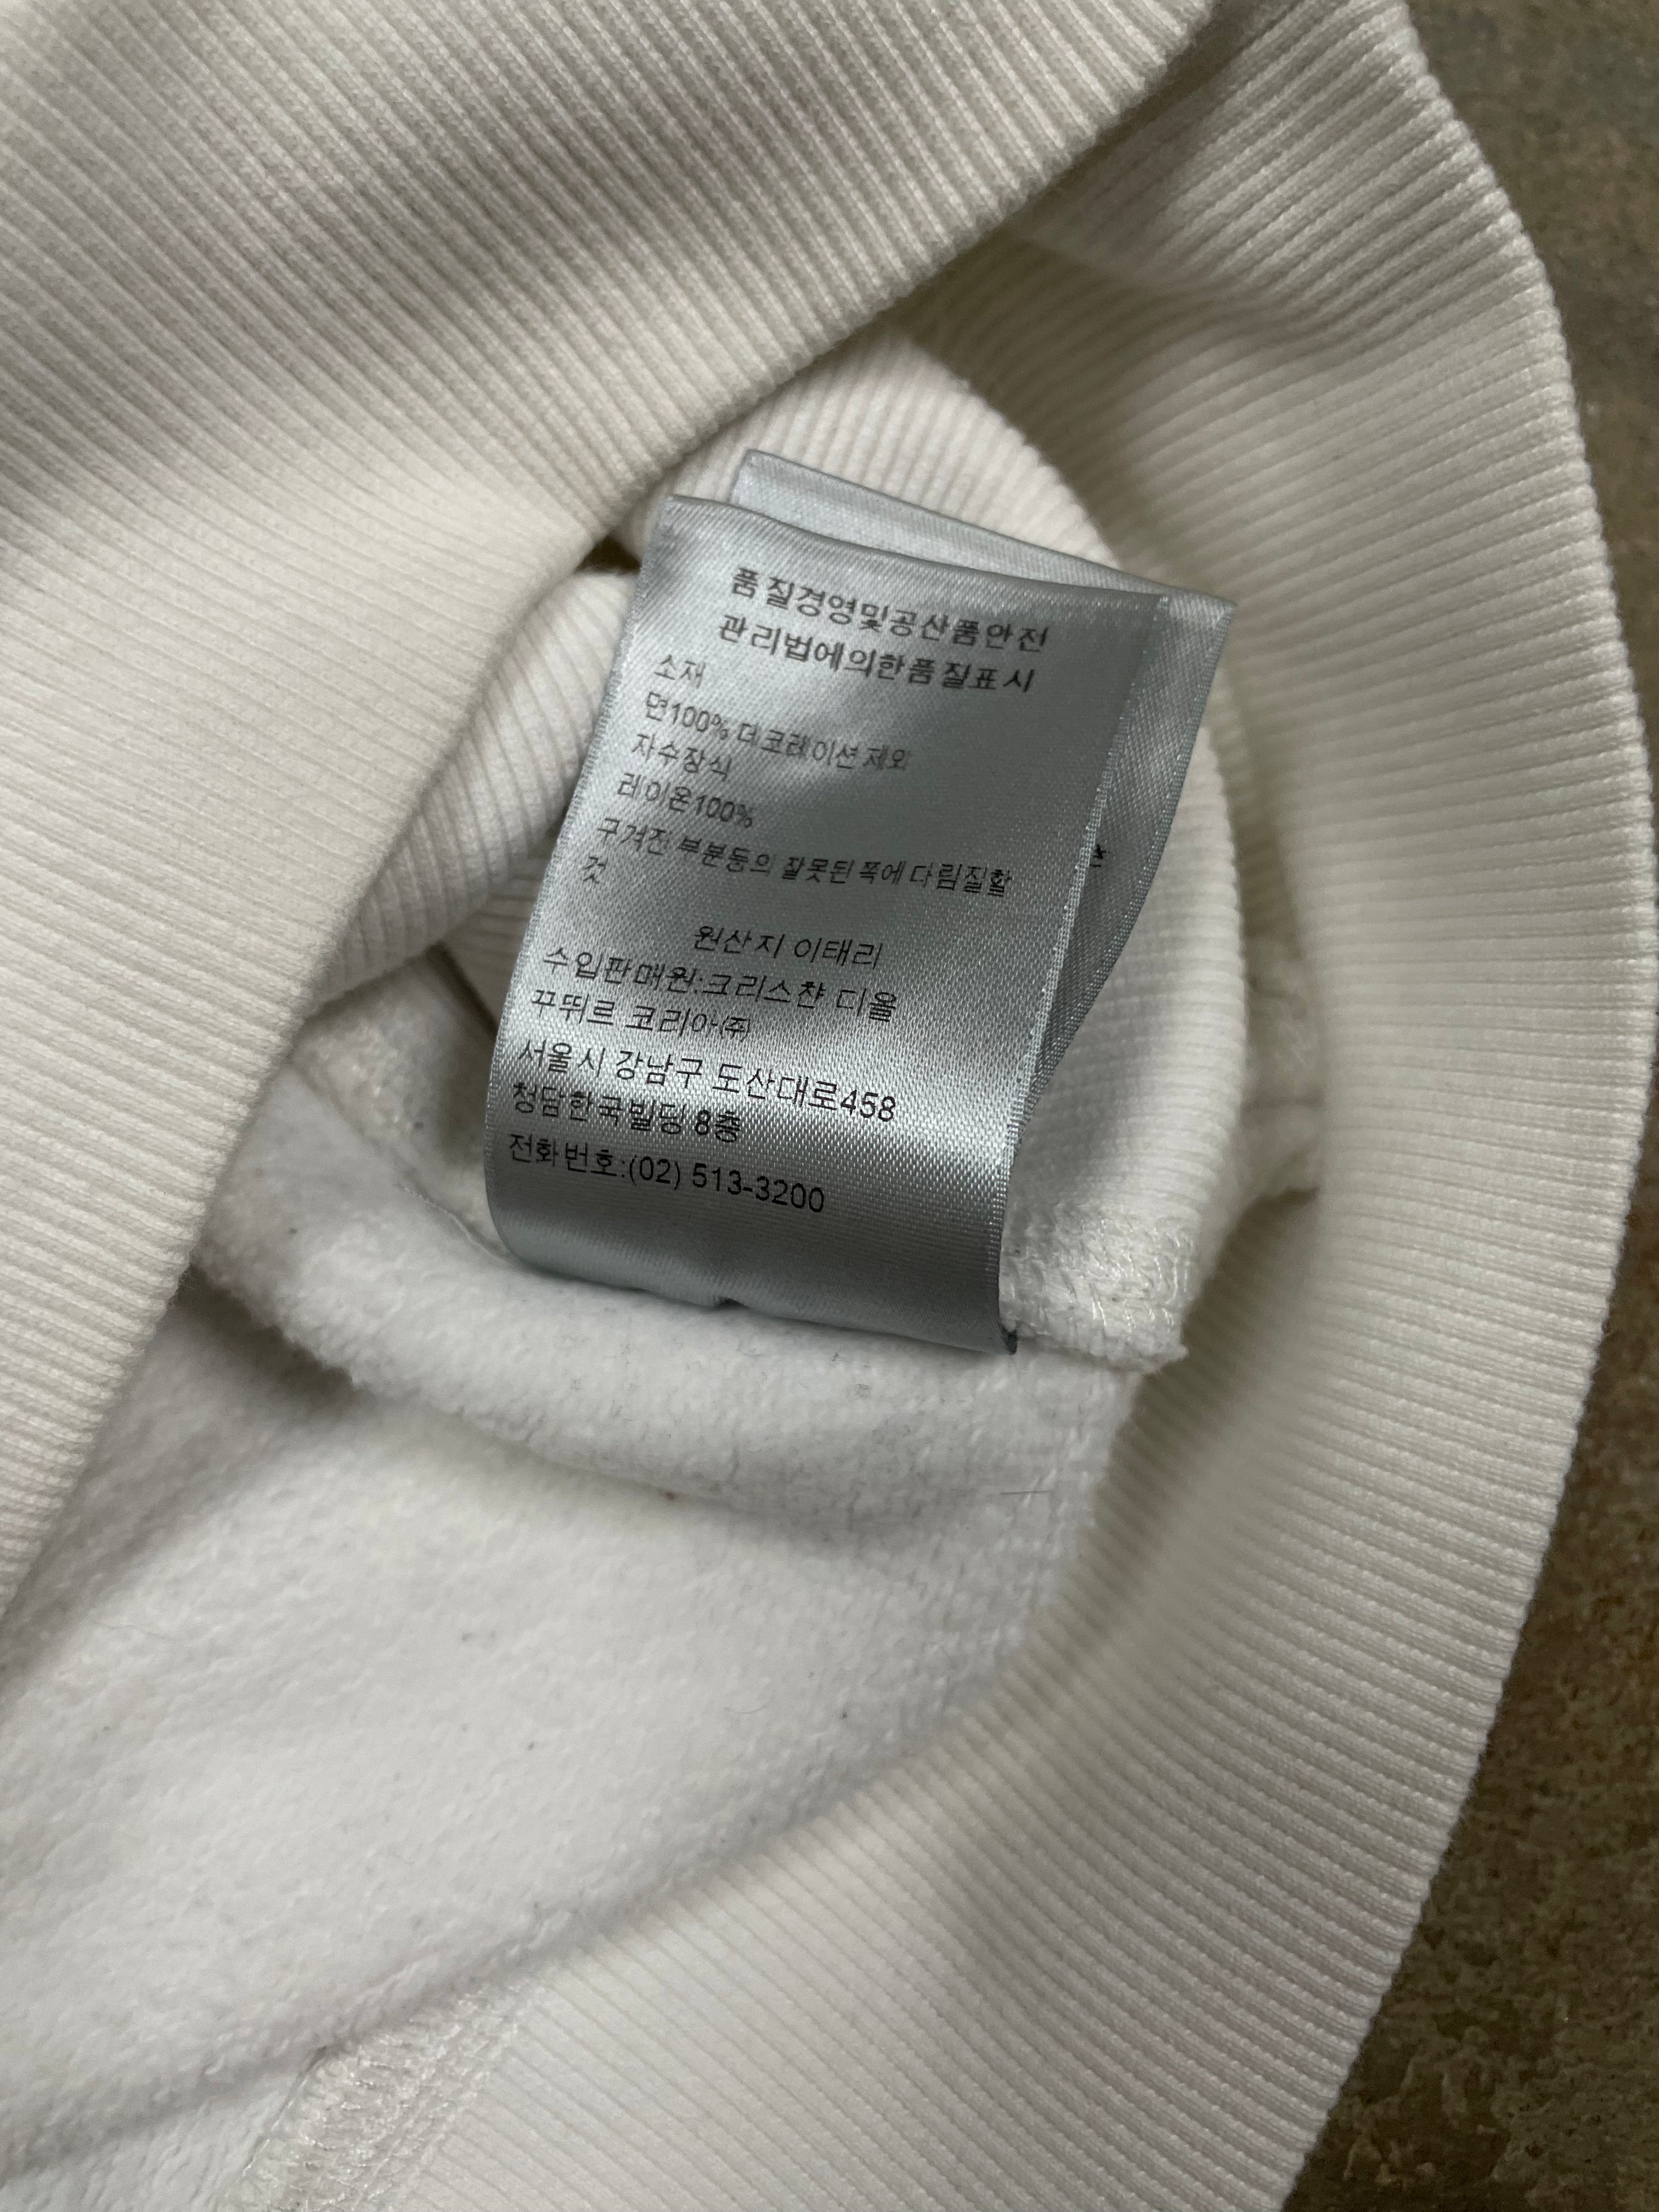 품질경영및공산품안전
관리법에의한품질표시
소재
면100% 데코레이션 제외
자수장식
레이온100%
구겨진 부분등의 잘못된 쪽에 다림질할
것
원산지 이태리
수입판매원:크리스챤 디올
꾸뛰르 코리아(주)
서울시 강남구 도산대로458
청담한국빌딩 8층
전화번호:(02) 513-3200